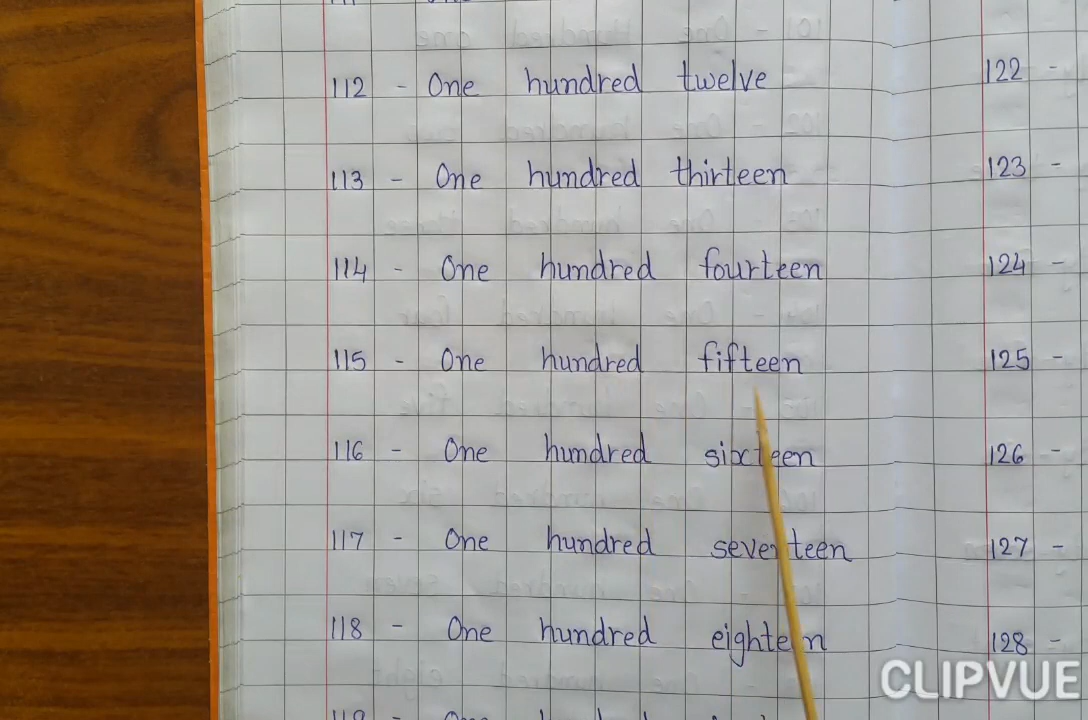 112 - One hundred twelve 122 -
113 - One hundred thirteen 123 -
114 - One hundred fourteen 124 -
115 - One hundred fifteen 125 -
116 - One hundred sixteen 126 -
117 - One hundred seventeen 127 -
118 - One hundred eighteen 128 -
CLIPVUE